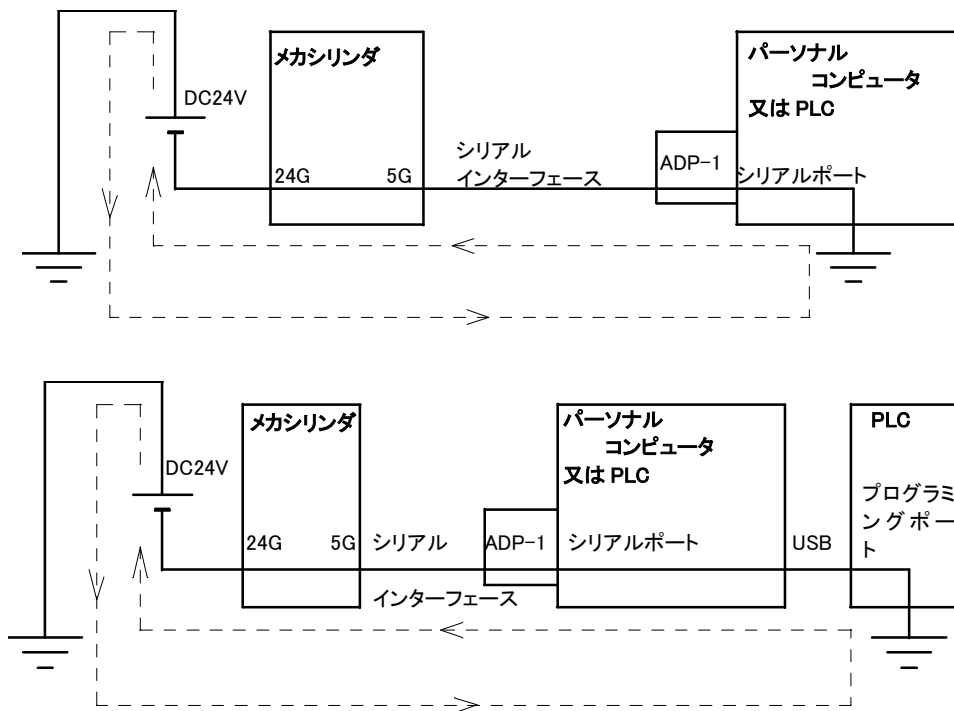 メカシリンダ
パーソナル
コンピュータ
又は PLC
DC24V
シリアル
インターフェース
ADP-1
24G
5G
シリアルポート
メカシリンダ
パーソナル
コンピュータ
又は PLC
PLC
DC24V
プログラミ
ングポー
ト
24G
5G
シリアル
ADP-1
シリアルポート
USB
インターフェース